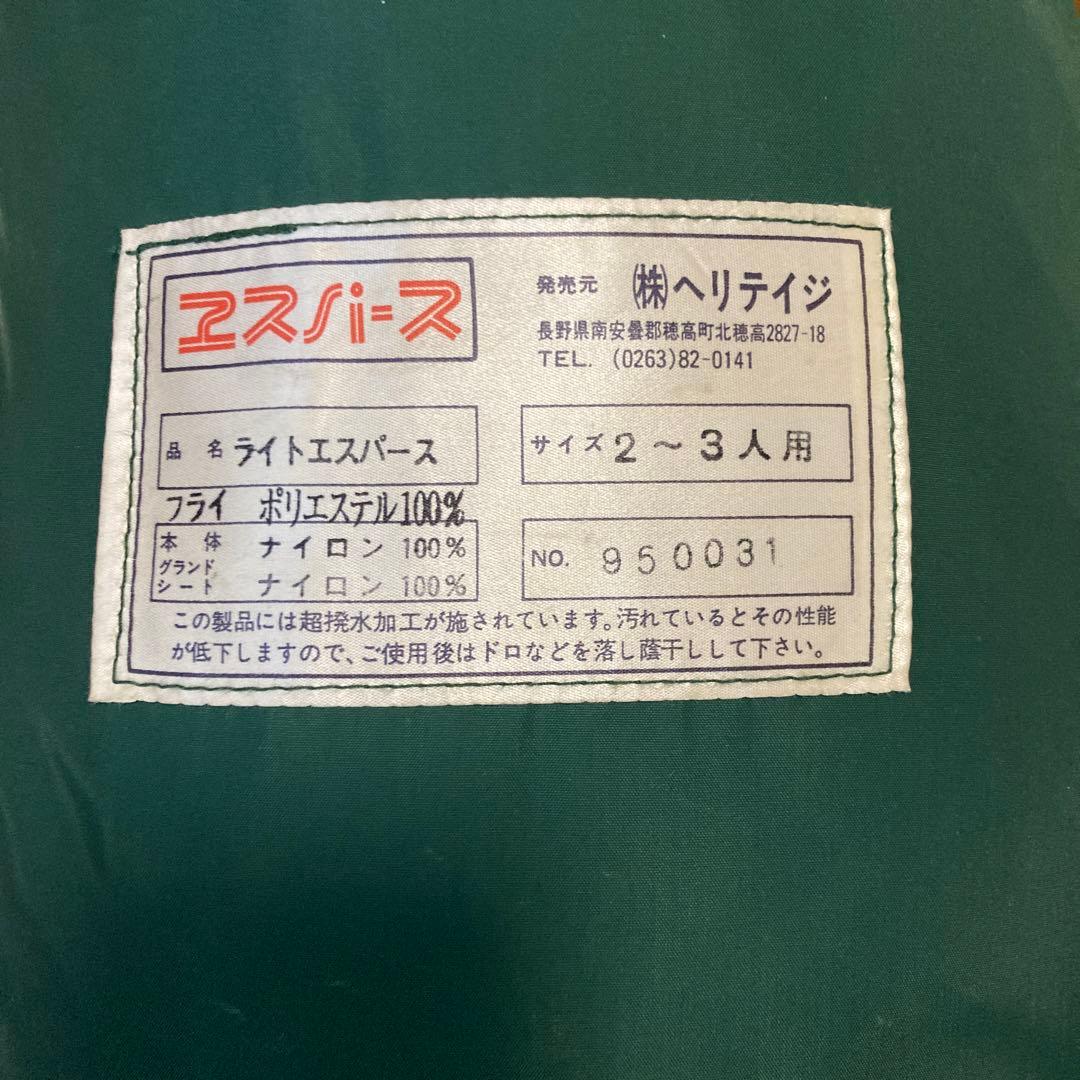 ヱスパース
発売元 ㈱ヘリテイジ
長野県南安曇郡穂高町北穂高2827-18
TEL. (0263)82-0141
品名 ライトエスパース
サイズ 2～3人用
フライ ポリエステル100%
本体 ナイロン 100%
グランドシート ナイロン 100%
NO. 950031
この製品には超撥水加工が施されています。汚れているとその性能
が低下しますので、ご使用後はドロなどを落し蔭干しして下さい。